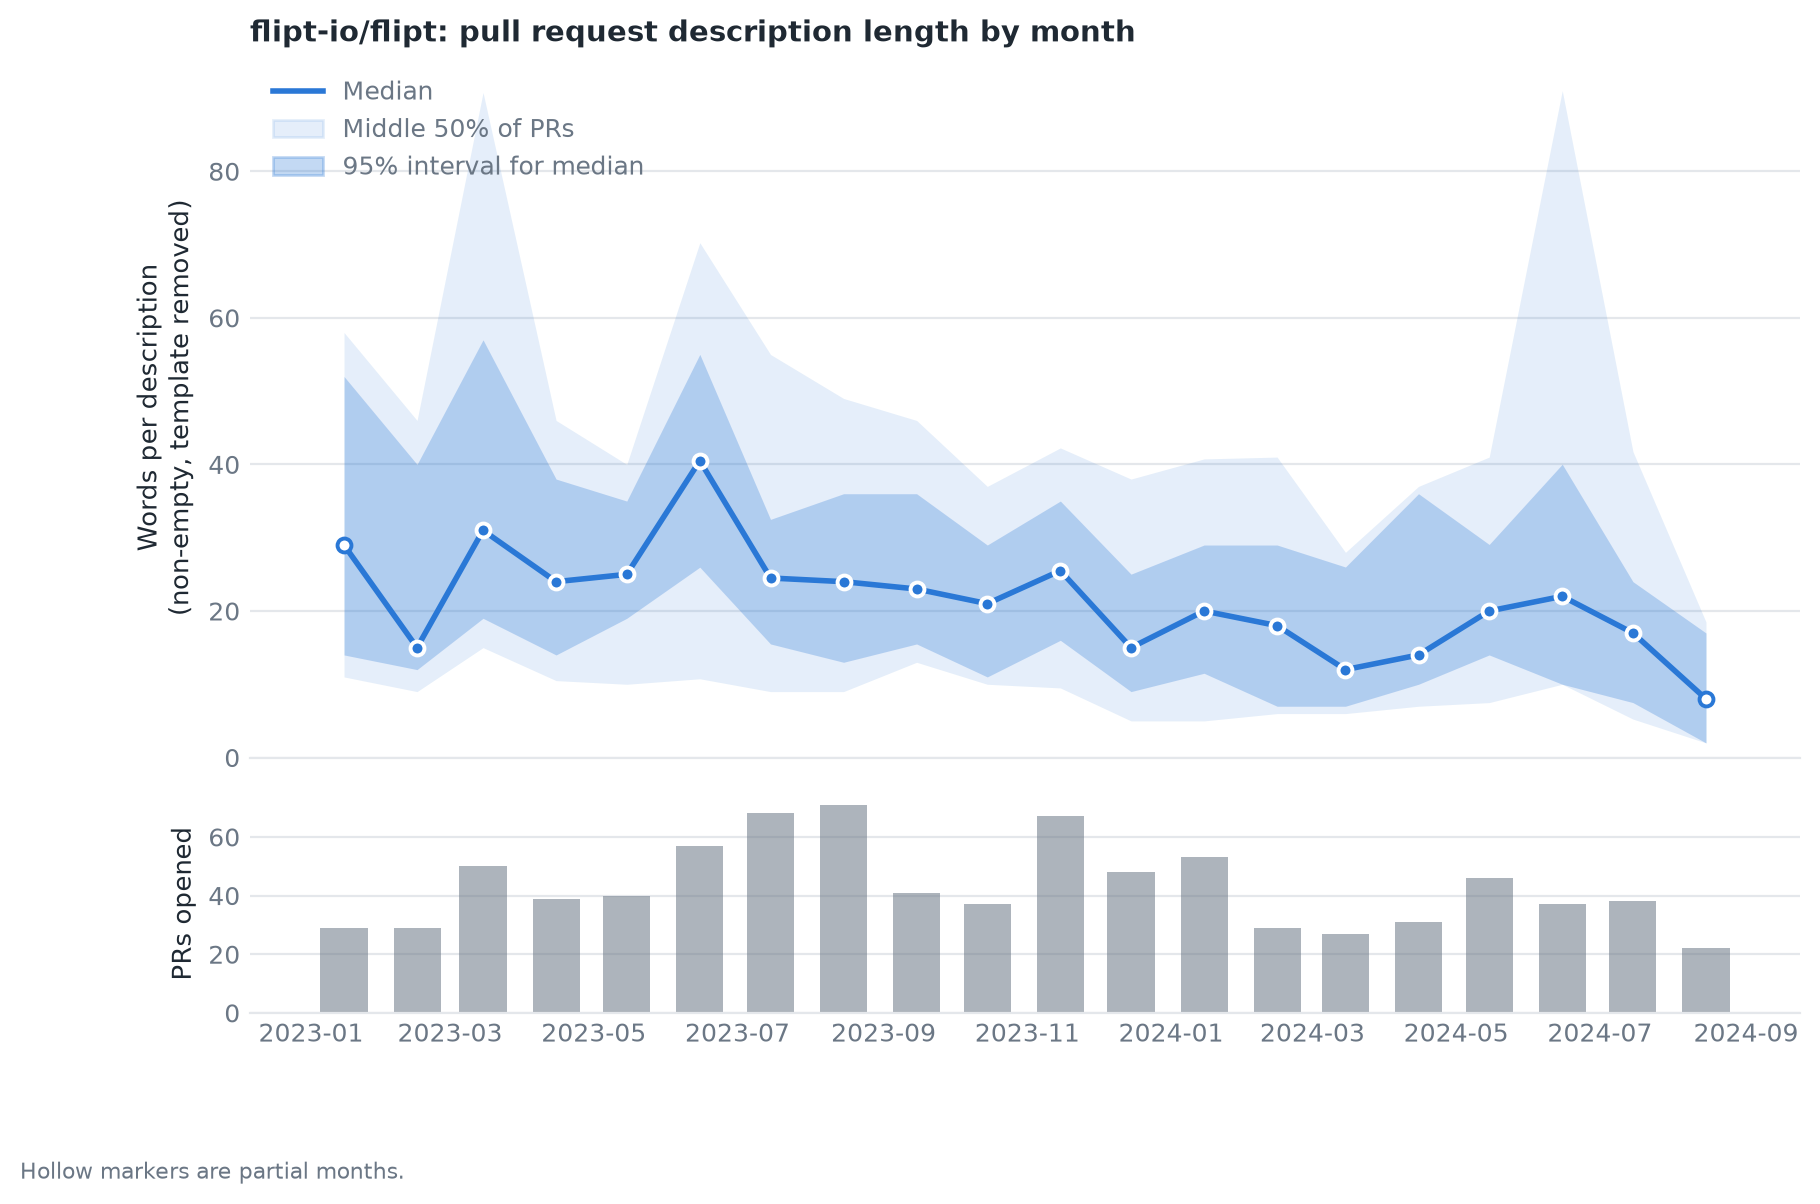 flipt-io/flipt: pull request description length by month
Median
Middle 50% of PRs
95% interval for median
Words per description
(non-empty, template removed)
80
60
40
20
0
PRs opened
60
40
20
0
2023-01
2023-03
2023-05
2023-07
2023-09
2023-11
2024-01
2024-03
2024-05
2024-07
2024-09
Hollow markers are partial months.